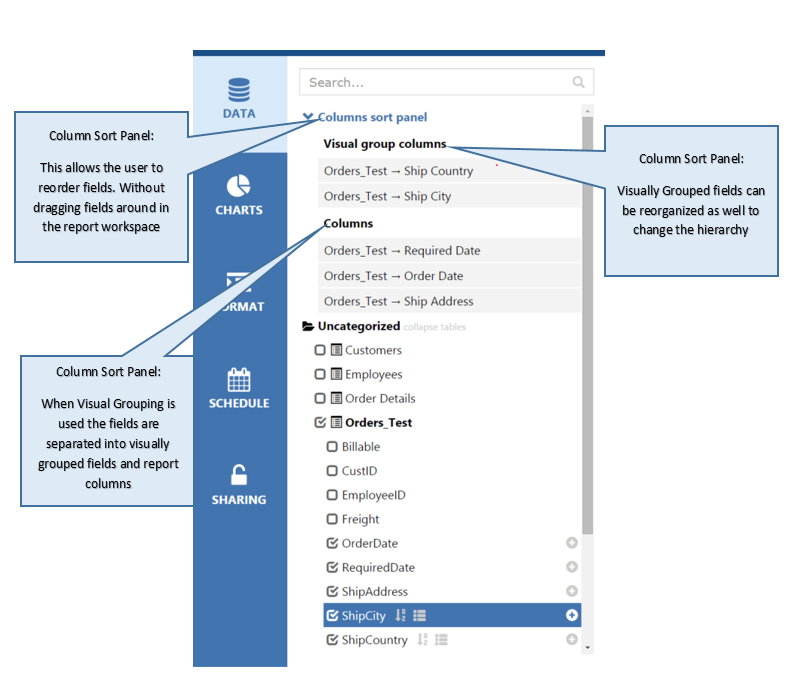 Search...
DATA
Columns sort panel
Column Sort Panel:
This allows the user to
reorder fields. Without
dragging fields around in
the report workspace
Visual group columns
Orders_Test → Ship Country
Orders_Test → Ship City
Column Sort Panel:
Visually Grouped fields can
be reorganized as well to
change the hierarchy
CHARTS
Columns
Orders_Test → Required Date
Orders_Test → Order Date
Orders_Test → Ship Address
ORMAT
Uncategorized collapse tables
Customers
Employees
Order Details
Orders_Test
Column Sort Panel:
When Visual Grouping is
used the fields are
separated into visually
grouped fields and report
columns
SCHEDULE
Billable
CustID
EmployeeID
Freight
SHARING
OrderDate
RequiredDate
ShipAddress
ShipCity
ShipCountry